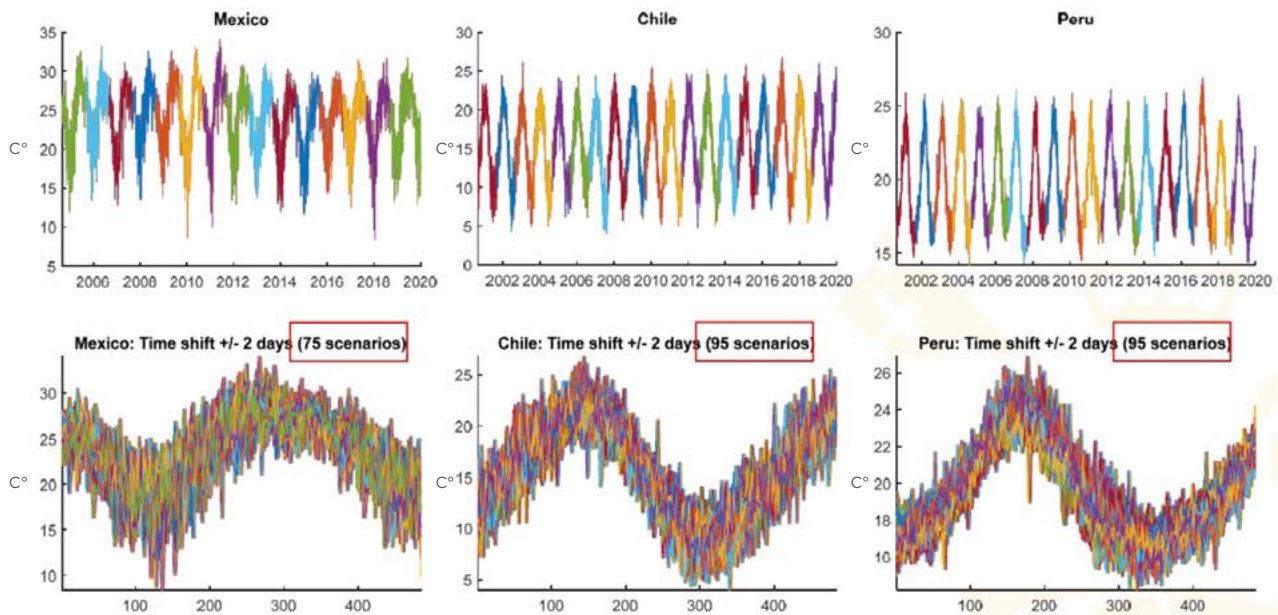 Mexico
35
30
25
C° 20
15
10
5
2006 2008 2010 2012 2014 2016 2018 2020
Chile
30
25
20
C° 15
10
5
0
2002 2004 2006 2008 2010 2012 2014 2016 2018 2020
Peru
30
25
C°
20
15
2002 2004 2006 2008 2010 2012 2014 2016 2018 2020
Mexico: Time shift +/- 2 days (75 scenarios)
30
25
C° 20
15
10
100 200 300 400
Chile: Time shift +/- 2 days (95 scenarios)
25
20
C° 15
10
5
100 200 300 400
Peru: Time shift +/- 2 days (95 scenarios)
26
24
22
C° 20
18
16
100 200 300 400